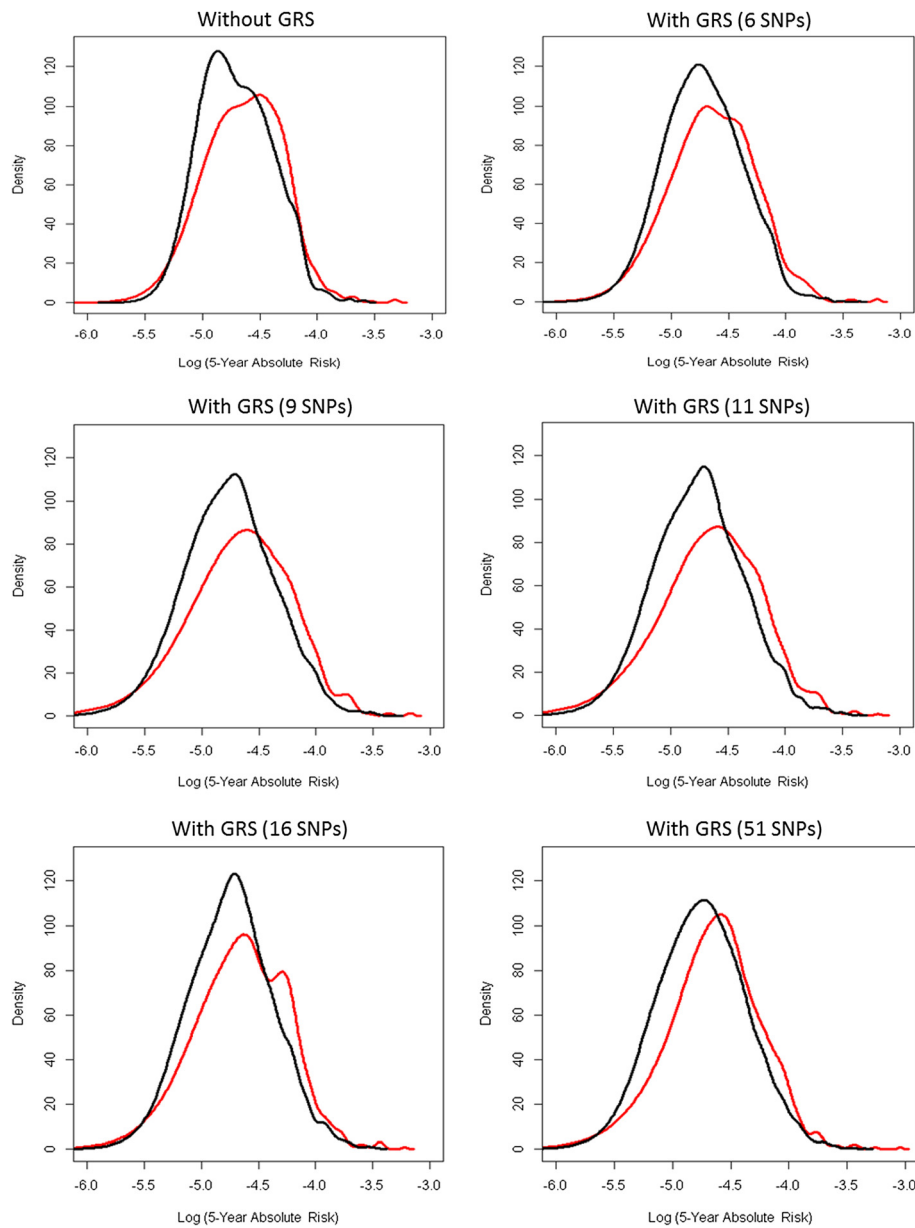 Without GRS
With GRS (6 SNPs)
120
100
80
60
40
20
0
Density
-6.0 -5.5 -5.0 -4.5 -4.0 -3.5 -3.0
Log (5-Year Absolute Risk)
120
100
80
60
40
20
0
Density
-6.0 -5.5 -5.0 -4.5 -4.0 -3.5 -3.0
Log (5-Year Absolute Risk)
With GRS (9 SNPs)
With GRS (11 SNPs)
120
100
80
60
40
20
0
Density
-6.0 -5.5 -5.0 -4.5 -4.0 -3.5 -3.0
Log (5-Year Absolute Risk)
120
100
80
60
40
20
0
Density
-6.0 -5.5 -5.0 -4.5 -4.0 -3.5 -3.0
Log (5-Year Absolute Risk)
With GRS (16 SNPs)
With GRS (51 SNPs)
120
100
80
60
40
20
0
Density
-6.0 -5.5 -5.0 -4.5 -4.0 -3.5 -3.0
Log (5-Year Absolute Risk)
120
100
80
60
40
20
0
Density
-6.0 -5.5 -5.0 -4.5 -4.0 -3.5 -3.0
Log (5-Year Absolute Risk)